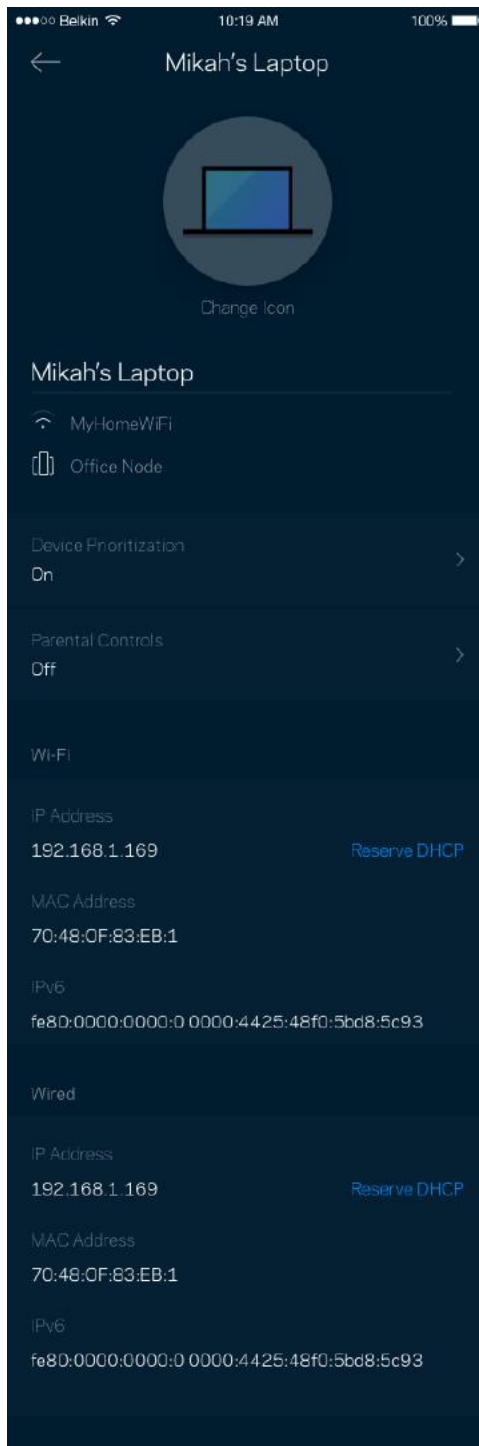 Belkin 10:19 AM 100%
Mikah's Laptop
Change Icon
Mikah's Laptop
MyHomeWiFi
Office Node
Device Prioritization
On
Parental Controls
Off
Wi-Fi
IP Address
192.168.1.169 Reserve DHCP
MAC Address
70:48:0F:83:EB:1
IPv6
fe80:0000:0000:0 0000:4425:48f0:5bd8:5c93
Wired
IP Address
192.168.1.169 Reserve DHCP
MAC Address
70:48:0F:83:EB:1
IPv6
fe80:0000:0000:0 0000:4425:48f0:5bd8:5c93